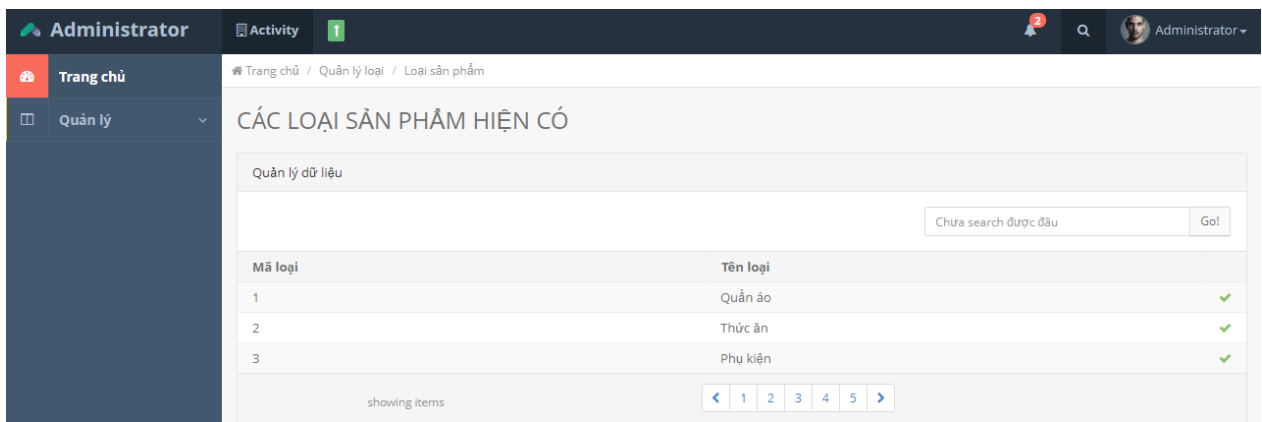 Administrator
Activity
2
Administrator
Trang chủ
Quản lý
Trang chủ / Quản lý loại / Loại sản phẩm
CÁC LOẠI SẢN PHẨM HIỆN CÓ
Quản lý dữ liệu
Chưa search được đâu
Go!
Mã loại Tên loại
1 Quẩn áo
2 Thức ăn
3 Phụ kiện
showing items
1 2 3 4 5